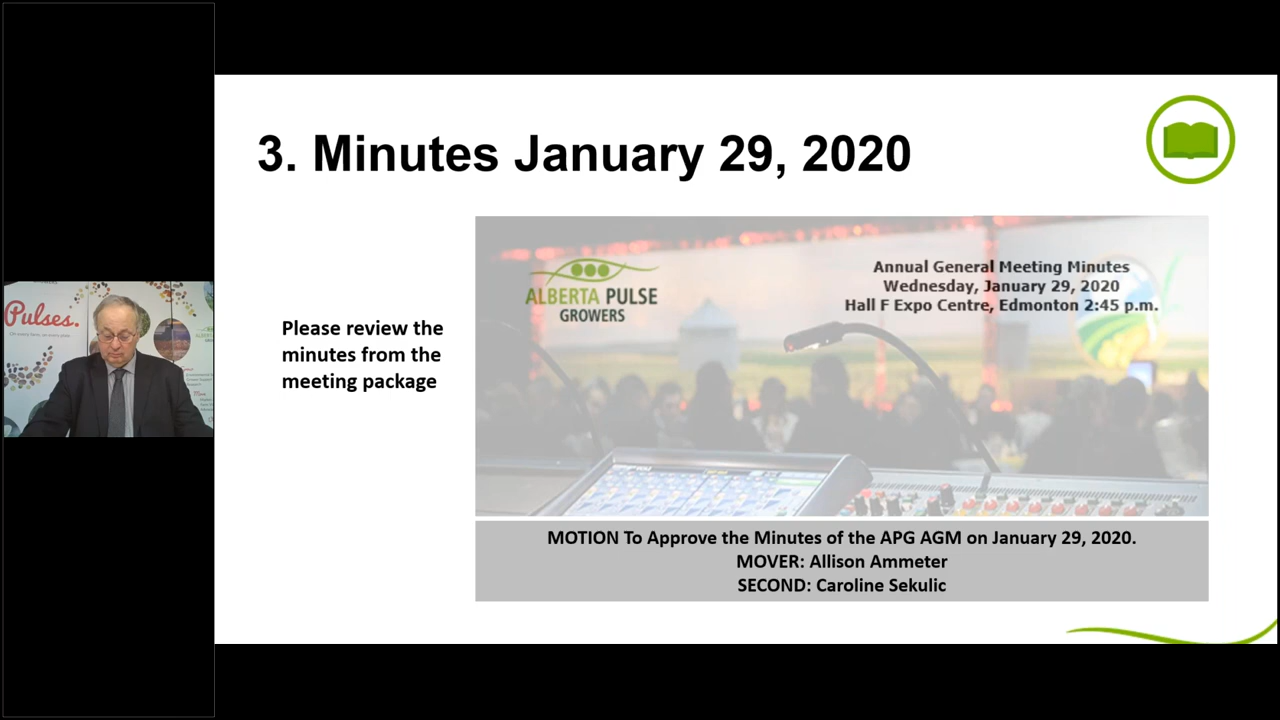 3. Minutes January 29, 2020
Please review the
minutes from the
meeting package
ALBERTA PULSE
GROWERS
Annual General Meeting Minutes
Wednesday, January 29, 2020
Hall F Expo Centre, Edmonton 2:45 p.m.
MOTION To Approve the Minutes of the APG AGM on January 29, 2020.
MOVER: Allison Ammeter
SECOND: Caroline Sekulic
Pulses.